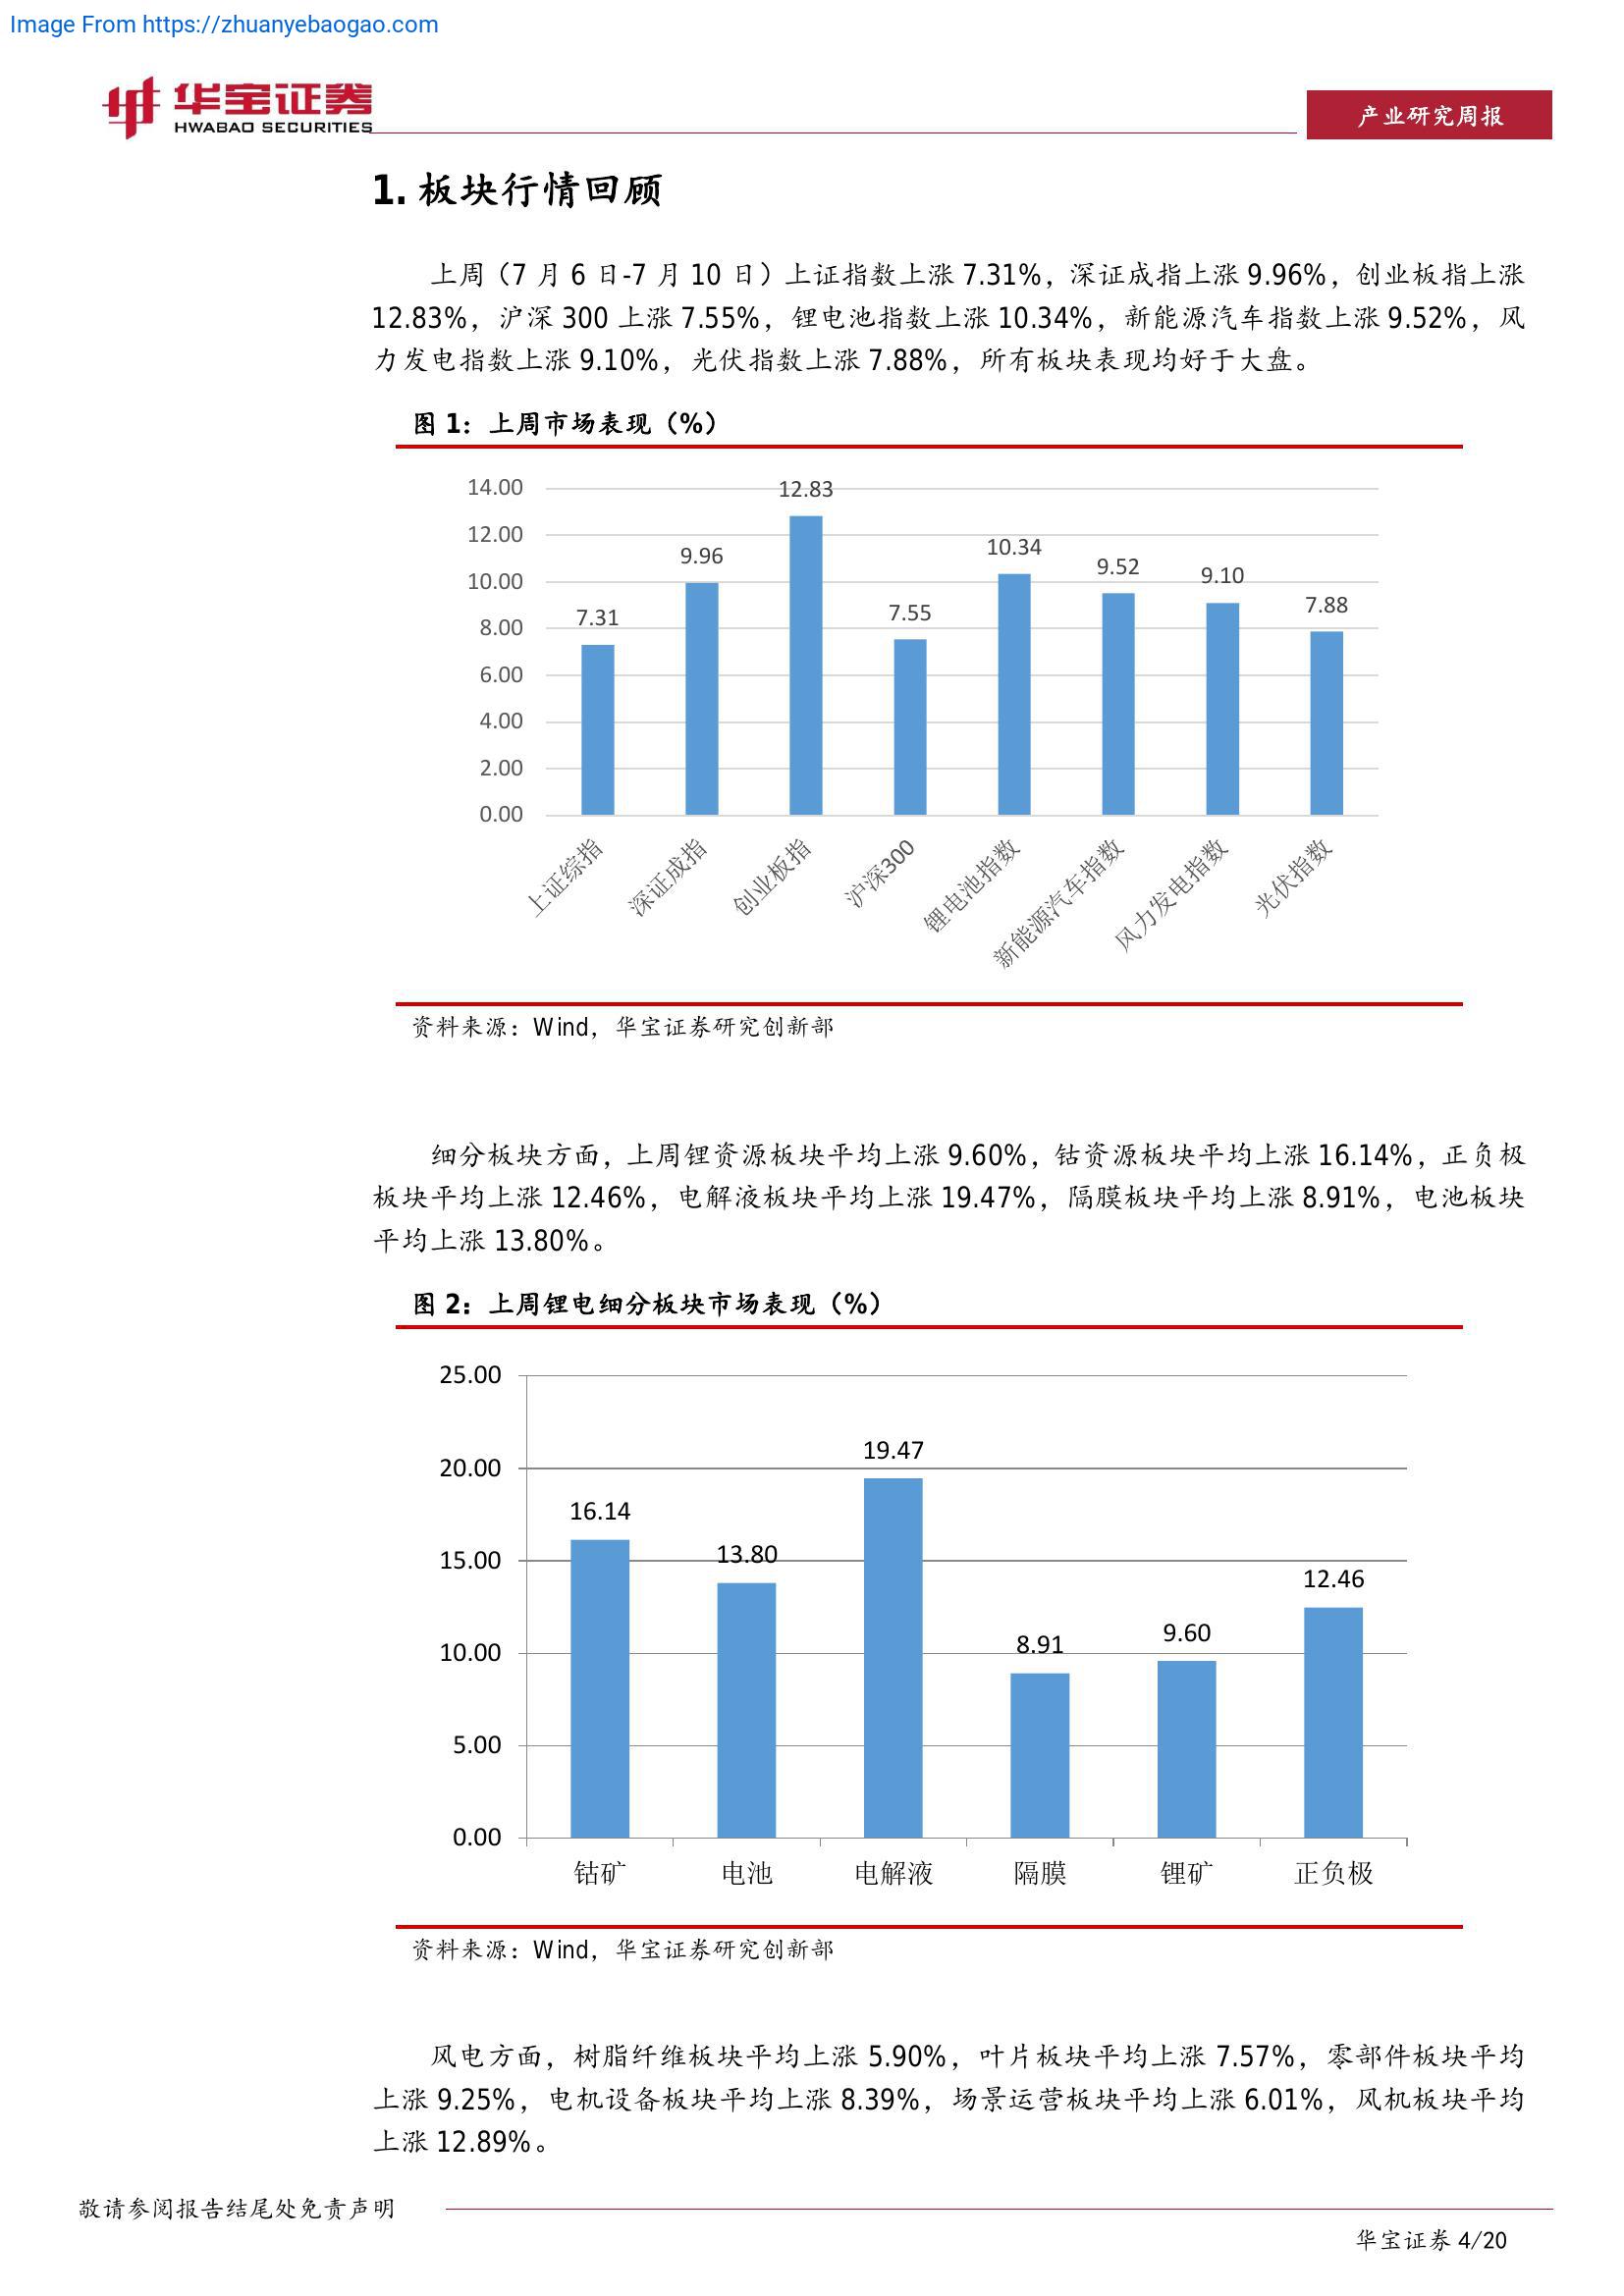 Image From https://zhuanyebaogao.com
华宝证券
HWABAO SECURITIES
产业研究周报
1. 板块行情回顾
上周（7 月 6 日-7 月 10 日）上证指数上涨 7.31%，深证成指上涨 9.96%，创业板指上涨
12.83%，沪深 300 上涨 7.55%，锂电池指数上涨 10.34%，新能源汽车指数上涨 9.52%，风
力发电指数上涨 9.10%，光伏指数上涨 7.88%，所有板块表现均好于大盘。
图 1：上周市场表现（%）
14.00
12.00
10.00
8.00
6.00
4.00
2.00
0.00
7.31
9.96
12.83
7.55
10.34
9.52
9.10
7.88
上证综指
深证成指
创业板指
沪深300
锂电池指数
新能源汽车指数
风力发电指数
光伏指数
资料来源：Wind，华宝证券研究创新部
细分板块方面，上周锂资源板块平均上涨 9.60%，钴资源板块平均上涨 16.14%，正负极
板块平均上涨 12.46%，电解液板块平均上涨 19.47%，隔膜板块平均上涨 8.91%，电池板块
平均上涨 13.80%。
图 2：上周锂电细分板块市场表现（%）
25.00
20.00
15.00
10.00
5.00
0.00
16.14
13.80
19.47
8.91
9.60
12.46
钴矿
电池
电解液
隔膜
锂矿
正负极
资料来源：Wind，华宝证券研究创新部
风电方面，树脂纤维板块平均上涨 5.90%，叶片板块平均上涨 7.57%，零部件板块平均
上涨 9.25%，电机设备板块平均上涨 8.39%，场景运营板块平均上涨 6.01%，风机板块平均
上涨 12.89%。
敬请参阅报告结尾处免责声明
华宝证券 4/20